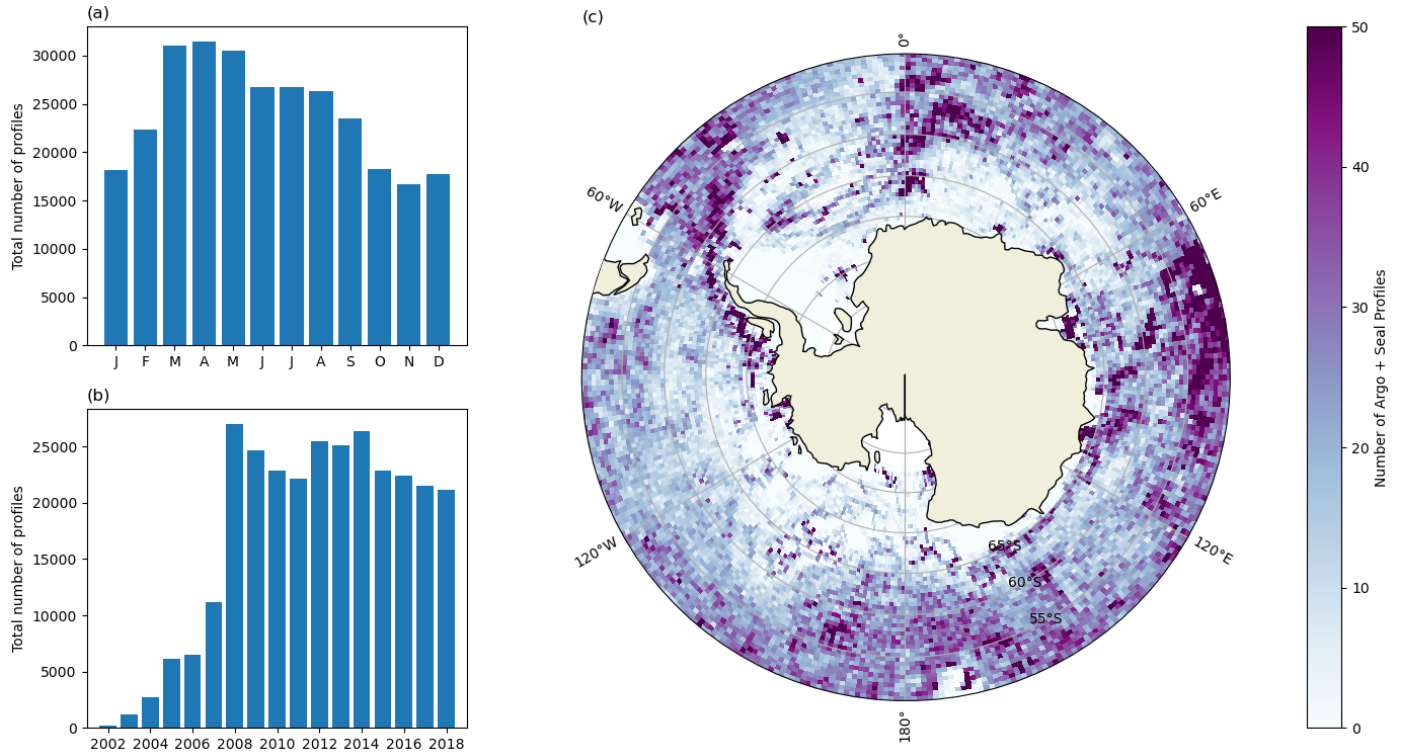 (a)
Total number of profiles
30000
25000
20000
15000
10000
5000
0
J F M A M J J A S O N D
(b)
Total number of profiles
25000
20000
15000
10000
5000
0
2002 2004 2006 2008 2010 2012 2014 2016 2018
(c)
0°
60°W
60°E
120°W
120°E
180°
65°S
60°S
55°S
50
40
30
20
10
0
Number of Argo + Seal Profiles